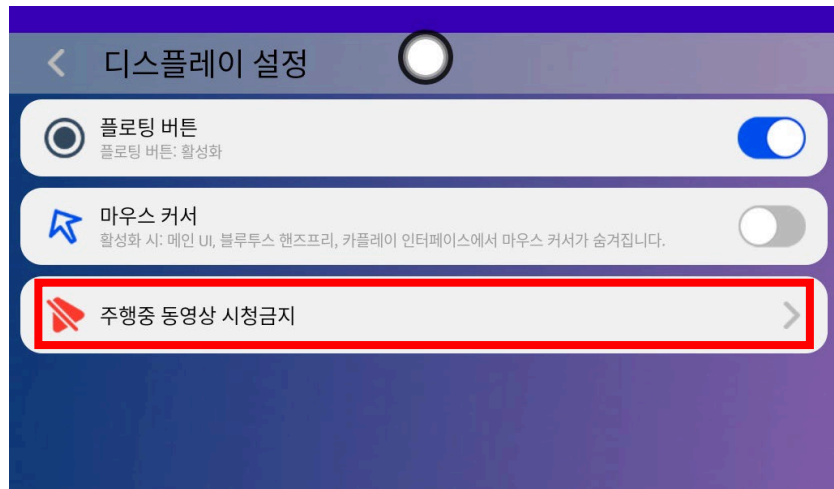 디스플레이 설정
플로팅 버튼
플로팅 버튼: 활성화
마우스 커서
활성화 시: 메인 UI, 블루투스 핸즈프리, 카플레이 인터페이스에서 마우스 커서가 숨겨집니다.
주행중 동영상 시청금지